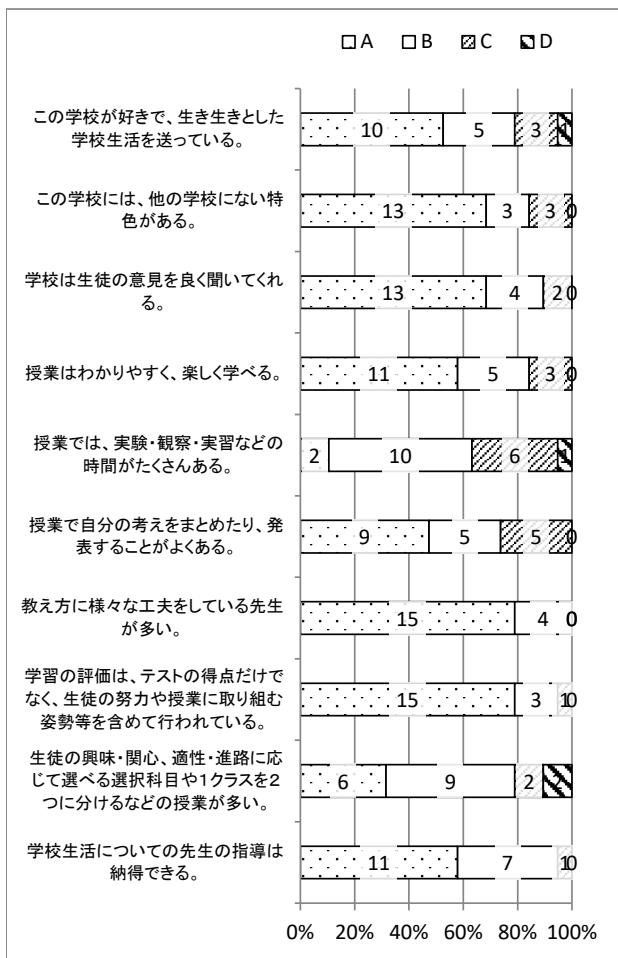 A B C D
この学校が好きで、生き生きとした
学校生活を送っている。
10 5 3 1
この学校には、他の学校にない特
色がある。
13 3 3 0
学校は生徒の意見を良く聞いてくれ
る。
13 4 2 0
授業はわかりやすく、楽しく学べる。
11 5 3 0
授業では、実験・観察・実習などの
時間がたくさんある。
2 10 6 1
授業で自分の考えをまとめたり、発
表することがよくある。
9 5 5 0
教え方に様々な工夫をしている先生
が多い。
15 4 0
学習の評価は、テストの得点だけで
なく、生徒の努力や授業に取り組む
姿勢等を含めて行われている。
15 3 1 0
生徒の興味・関心、適性・進路に応
じて選べる選択科目や1クラスを2
つに分けるなどの授業が多い。
6 9 2 2
学校生活についての先生の指導は
納得できる。
11 7 1 0
0% 20% 40% 60% 80% 100%